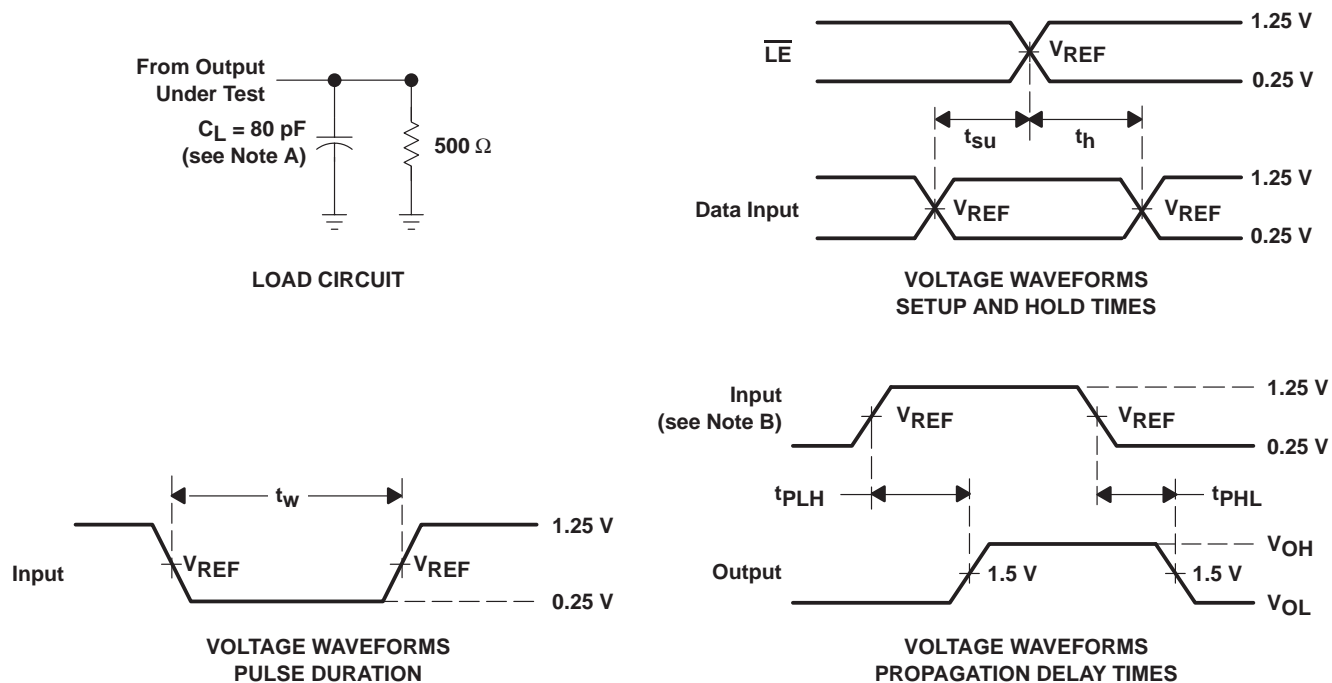 From Output
Under Test
CL = 80 pF
(see Note A)
500 Ω
LOAD CIRCUIT
LE
VREF
1.25 V
0.25 V
tsu
th
Data Input
VREF
VREF
1.25 V
0.25 V
VOLTAGE WAVEFORMS
SETUP AND HOLD TIMES
Input
tw
VREF
VREF
1.25 V
0.25 V
VOLTAGE WAVEFORMS
PULSE DURATION
Input
(see Note B)
VREF
VREF
1.25 V
0.25 V
tPLH
tPHL
Output
1.5 V
1.5 V
VOH
VOL
VOLTAGE WAVEFORMS
PROPAGATION DELAY TIMES